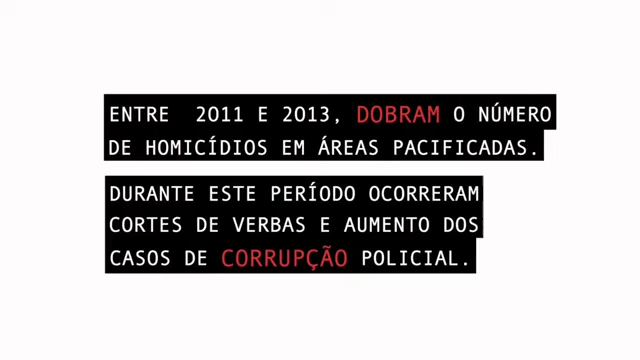 ENTRE 2011 E 2013, DOBRAM O NÚMERO
DE HOMICÍDIOS EM ÁREAS PACIFICADAS.
DURANTE ESTE PERÍODO OCORRERAM
CORTES DE VERBAS E AUMENTO DOS
CASOS DE CORRUPÇÃO POLICIAL.